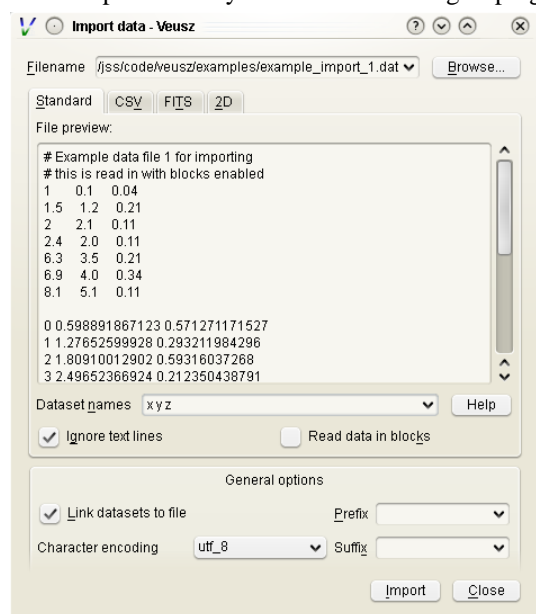 Import data - Veusz
Filename /jss/code/veusz/examples/example_import_1.dat Browse...
Standard CSV FITS 2D
File preview:
# Example data file 1 for importing
# this is read in with blocks enabled
1 0.1 0.04
1.5 1.2 0.21
2 2.1 0.11
2.4 2.0 0.11
6.3 3.5 0.21
6.9 4.0 0.34
8.1 5.1 0.11
0 0.598891867123 0.571271171527
1 1.27652599928 0.293211984296
2 1.80910012902 0.59316037268
3 2.49652366924 0.212350438791
Dataset names x y z Help
Ignore text lines Read data in blocks
General options
Link datasets to file Prefix
Character encoding utf_8 Suffix
Import Close